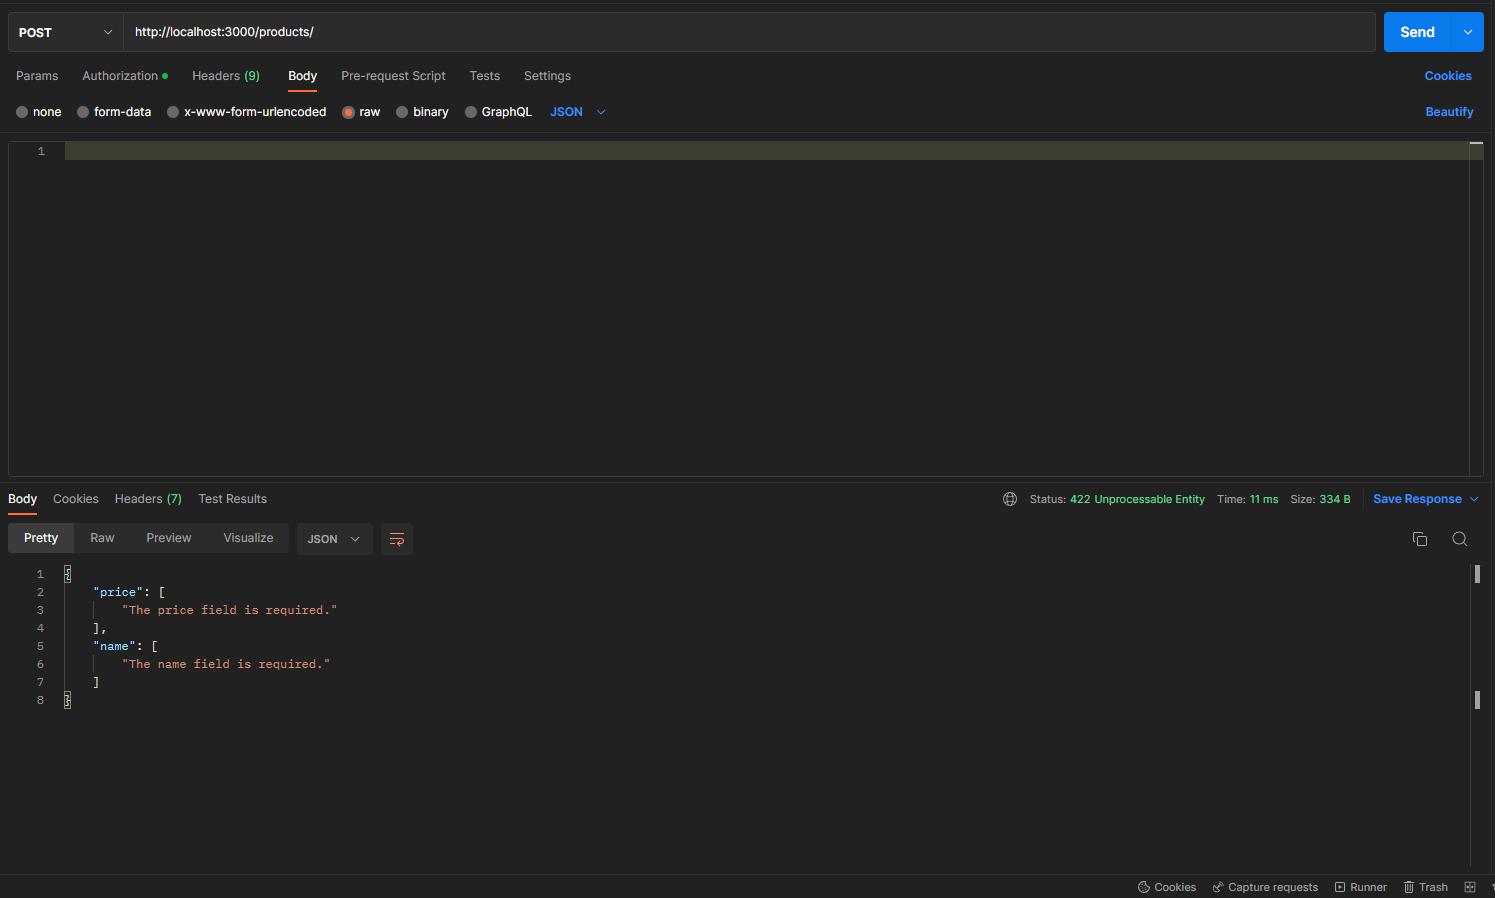 POST http://localhost:3000/products/ Send
Params Authorization Headers (9) Body Pre-request Script Tests Settings Cookies
none form-data x-www-form-urlencoded raw binary GraphQL JSON Beautify
1
Body Cookies Headers (7) Test Results Status: 422 Unprocessable Entity Time: 11 ms Size: 334 B Save Response
Pretty Raw Preview Visualize JSON
1 {
2 "price": [
3 "The price field is required."
4 ],
5 "name": [
6 "The name field is required."
7 ]
8 }
Cookies Capture requests Runner Trash